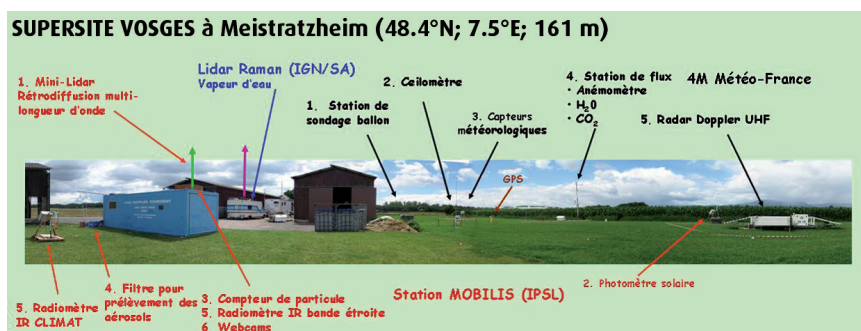 SUPERSITE VOSGES à Meistratzheim (48.4°N; 7.5°E; 161 m)
1. Mini-Lidar
Rétrodiffusion multi-
longueur d'onde
Lidar Raman (IGN/SA)
Vapeur d'eau
1. Station de
sondage ballon
2. Ceilomètre
3. Capteurs
météorologiques
GPS
4. Station de flux
· Anémomètre
· H2O
· CO2
4M Météo-France
5. Radar Doppler UHF
5. Radiomètre
IR CLIMAT
4. Filtre pour
prélèvement des
aérosols
3. Compteur de particule
5. Radiomètre IR bande étroite
6 Webcams
Station MOBILIS (IPSL)
2. Photomètre solaire